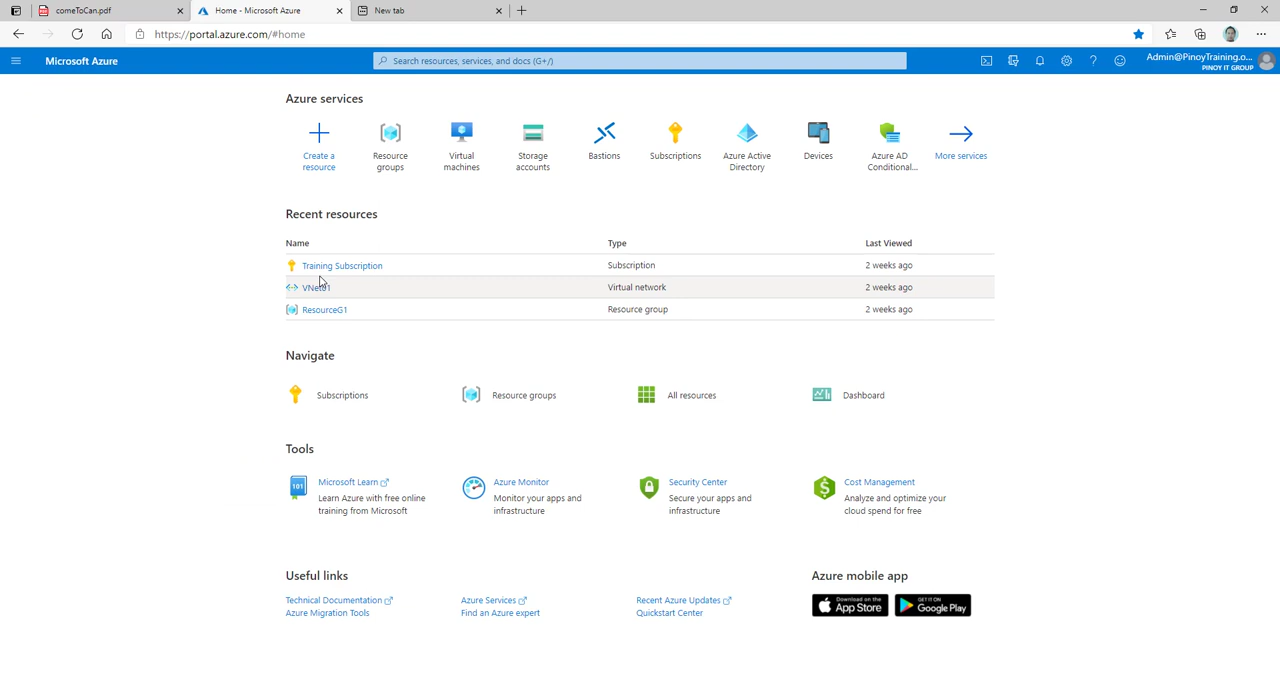 comeToCan.pdf
Home - Microsoft Azure
New tab
https://portal.azure.com/#home
Microsoft Azure
Search resources, services, and docs (G+/)
Admin@PinoyTraining.o...
PINOY IT GROUP
Azure services
Create a resource
Resource groups
Virtual machines
Storage accounts
Bastions
Subscriptions
Azure Active Directory
Devices
Azure AD Conditional...
More services
Recent resources
Name Type Last Viewed
Training Subscription Subscription 2 weeks ago
VNet01 Virtual network 2 weeks ago
ResourceG1 Resource group 2 weeks ago
Navigate
Subscriptions Resource groups All resources Dashboard
Tools
101
Microsoft Learn
Learn Azure with free online
training from Microsoft
Azure Monitor
Monitor your apps and
infrastructure
Security Center
Secure your apps and
infrastructure
Cost Management
Analyze and optimize your
cloud spend for free
Useful links
Technical Documentation
Azure Migration Tools
Azure Services
Find an Azure expert
Recent Azure Updates
Quickstart Center
Azure mobile app
Download on the
App Store
GET IT ON
Google Play